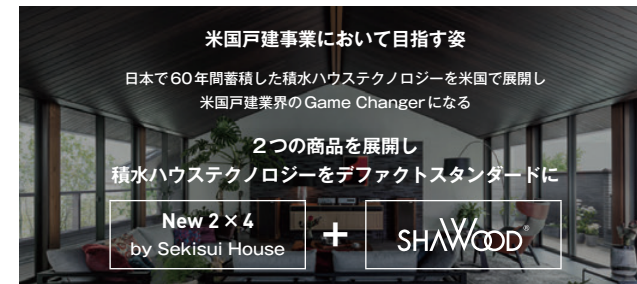 米国戸建事業において目指す姿
日本で60年間蓄積した積水ハウステクノロジーを米国で展開し
米国戸建業界のGame Changerになる
2つの商品を展開し
積水ハウステクノロジーをデファクトスタンダードに
New 2×4
by Sekisui House
+
SHAWOOD®